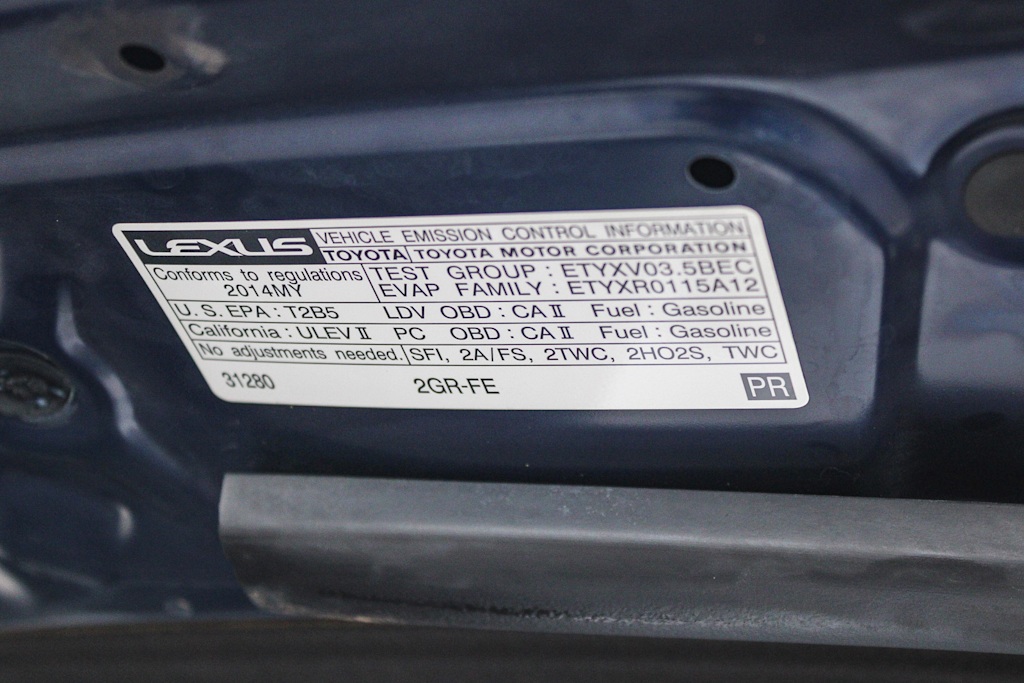 LEXUS VEHICLE EMISSION CONTROL INFORMATION
TOYOTA TOYOTA MOTOR CORPORATION
Conforms to regulations
2014MY
TEST GROUP : ETYXV03.5BEC
EVAP FAMILY : ETYXR0115A12
U.S.EPA : T2B5 LDV OBD : CA II Fuel : Gasoline
California : ULEV II PC OBD : CA II Fuel : Gasoline
No adjustments needed. SFI, 2A/FS, 2TWC, 2HO2S, TWC
31280 2GR-FE PR